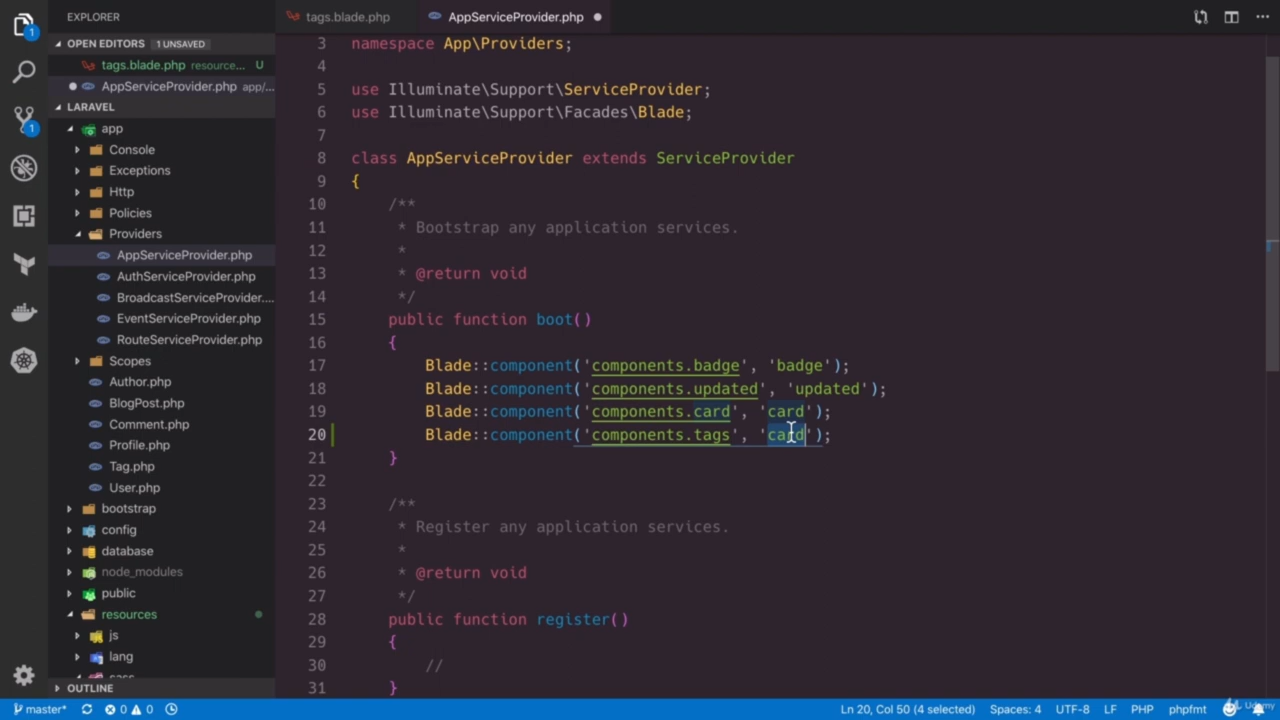 EXPLORER
tags.blade.php
AppServiceProvider.php
OPEN EDITORS 1 UNSAVED
tags.blade.php resource... U
AppServiceProvider.php app/...
LARAVEL
app
Console
Exceptions
Http
Policies
Providers
AppServiceProvider.php
AuthServiceProvider.php
BroadcastServiceProvider....
EventServiceProvider.php
RouteServiceProvider.php
Scopes
Author.php
BlogPost.php
Comment.php
Profile.php
Tag.php
User.php
bootstrap
config
database
node_modules
public
resources
js
lang
sass
OUTLINE
1
1
3 namespace App\Providers;
4
5 use Illuminate\Support\ServiceProvider;
6 use Illuminate\Support\Facades\Blade;
7
8 class AppServiceProvider extends ServiceProvider
9 {
10 /**
11 * Bootstrap any application services.
12 *
13 * @return void
14 */
15 public function boot()
16 {
17 Blade::component('components.badge', 'badge');
18 Blade::component('components.updated', 'updated');
19 Blade::component('components.card', 'card');
20 Blade::component('components.tags', 'card');
21 }
22
23 /**
24 * Register any application services.
25 *
26 * @return void
27 */
28 public function register()
29 {
30 //
31 }
master* 0 0 Ln 20, Col 50 (4 selected) Spaces: 4 UTF-8 LF PHP phpfmt
Udemy